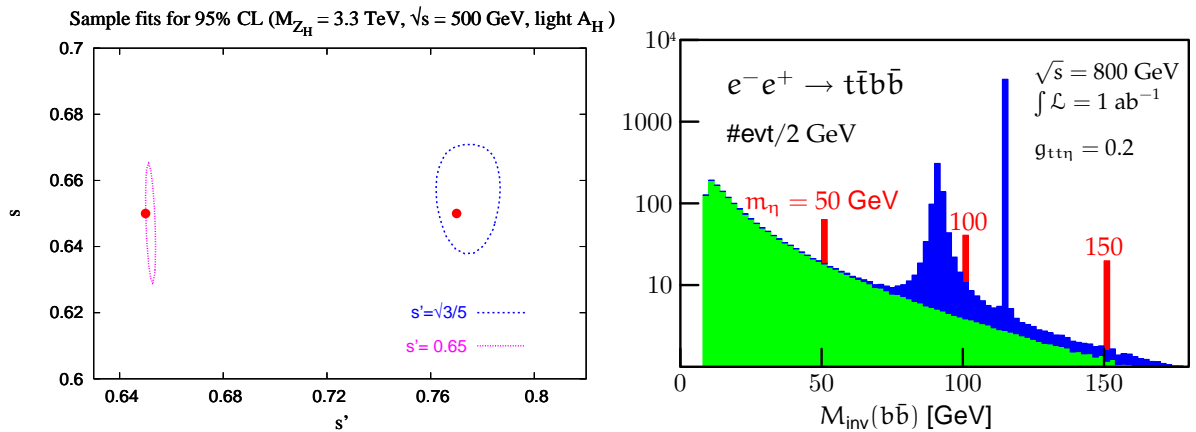 Sample fits for 95% CL (M_{Z_H} = 3.3 TeV, √s = 500 GeV, light A_H )
0.7
0.68
0.66
0.64
0.62
0.6
s
s'=√3/5
s'= 0.65
0.64
0.68
0.72
0.76
0.8
s'
10⁴
1000
100
10
e⁻e⁺ → tt̄bb̄
#evt/2 GeV
√s = 800 GeV
∫ℒ = 1 ab⁻¹
g_{ttη} = 0.2
m_η = 50 GeV
100
150
0
50
100
150
M_{inv}(bb̄) [GeV]